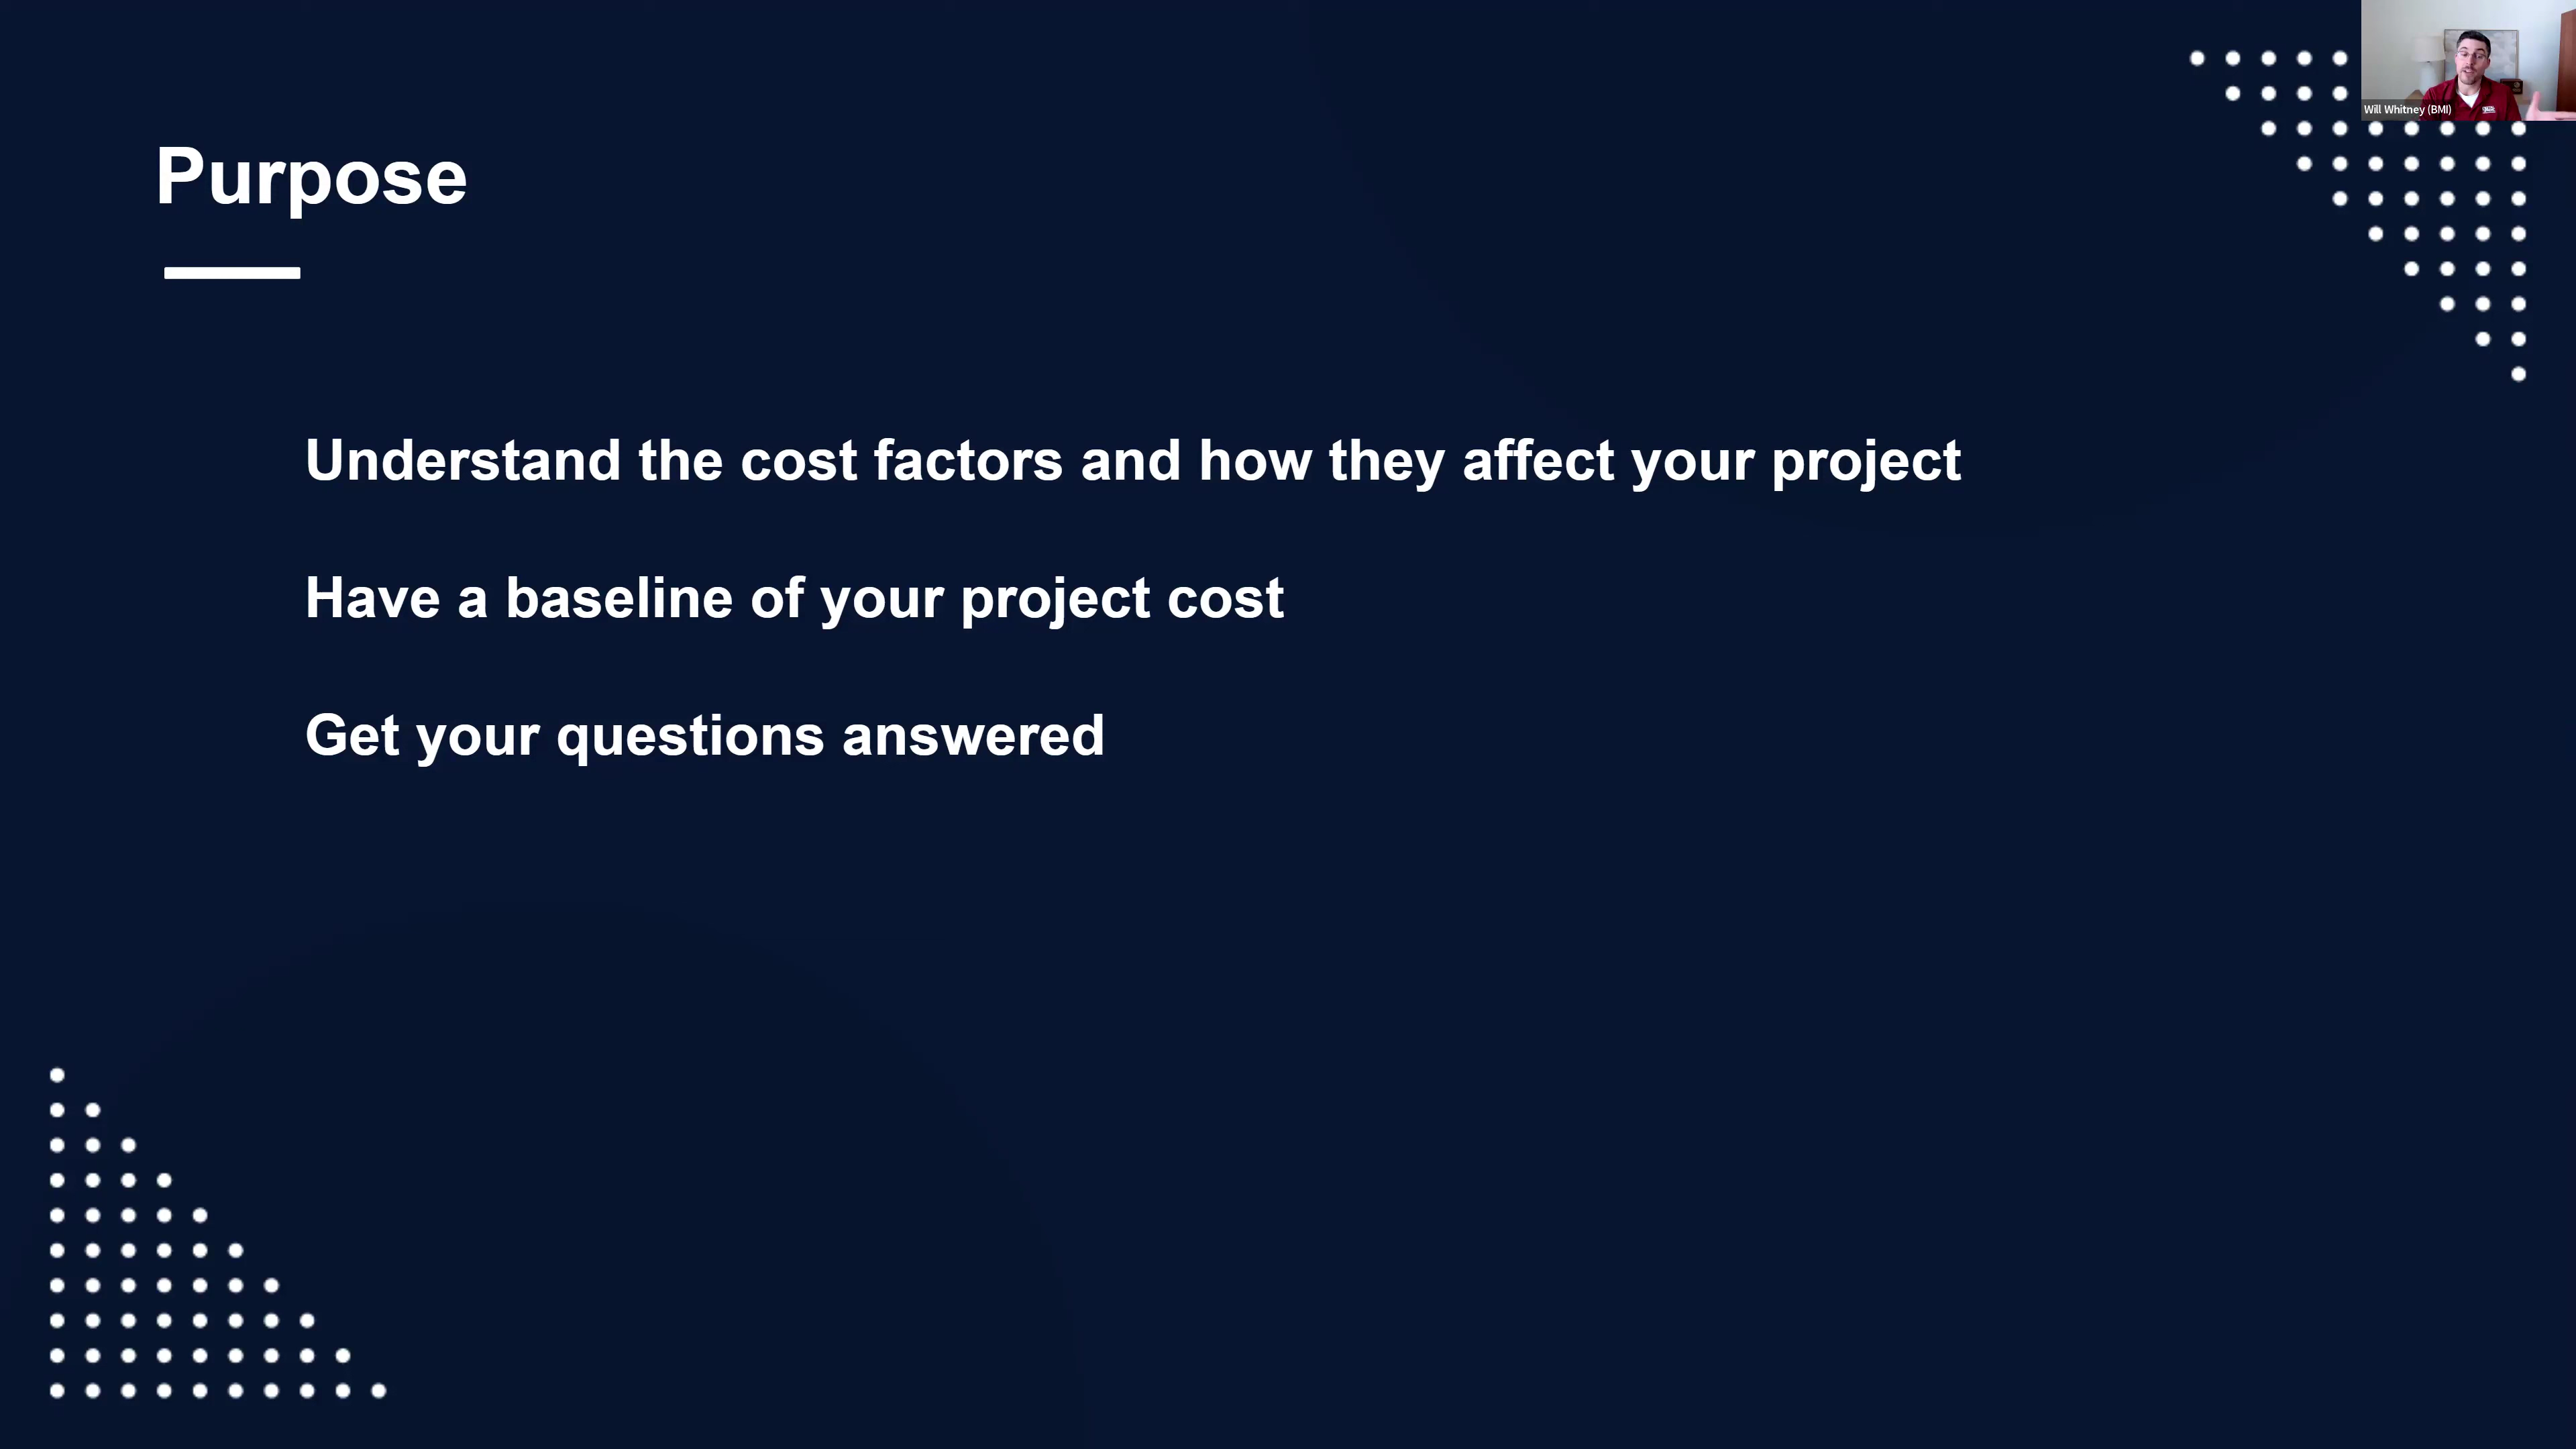 Will Whitney (BMI)
Purpose
Understand the cost factors and how they affect your project
Have a baseline of your project cost
Get your questions answered